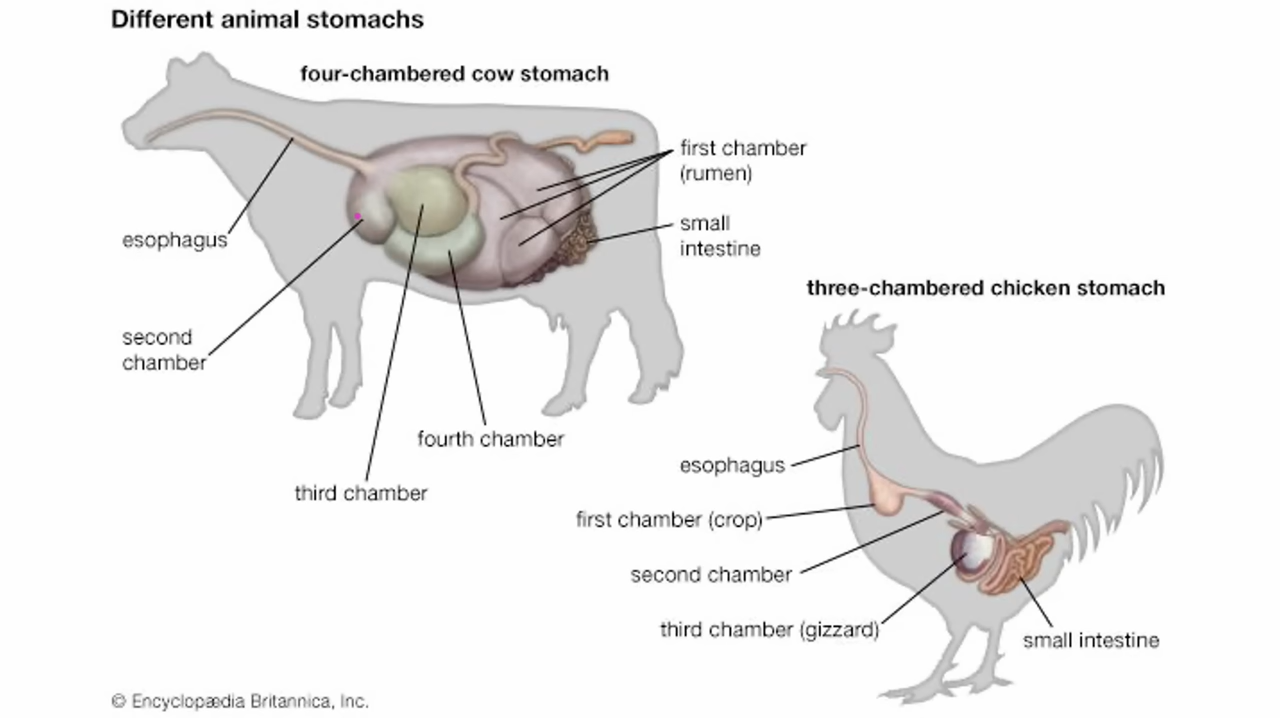 Different animal stomachs
four-chambered cow stomach
first chamber
(rumen)
small
intestine
esophagus
second
chamber
fourth chamber
third chamber
three-chambered chicken stomach
esophagus
first chamber (crop)
second chamber
third chamber (gizzard)
small intestine
© Encyclopædia Britannica, Inc.